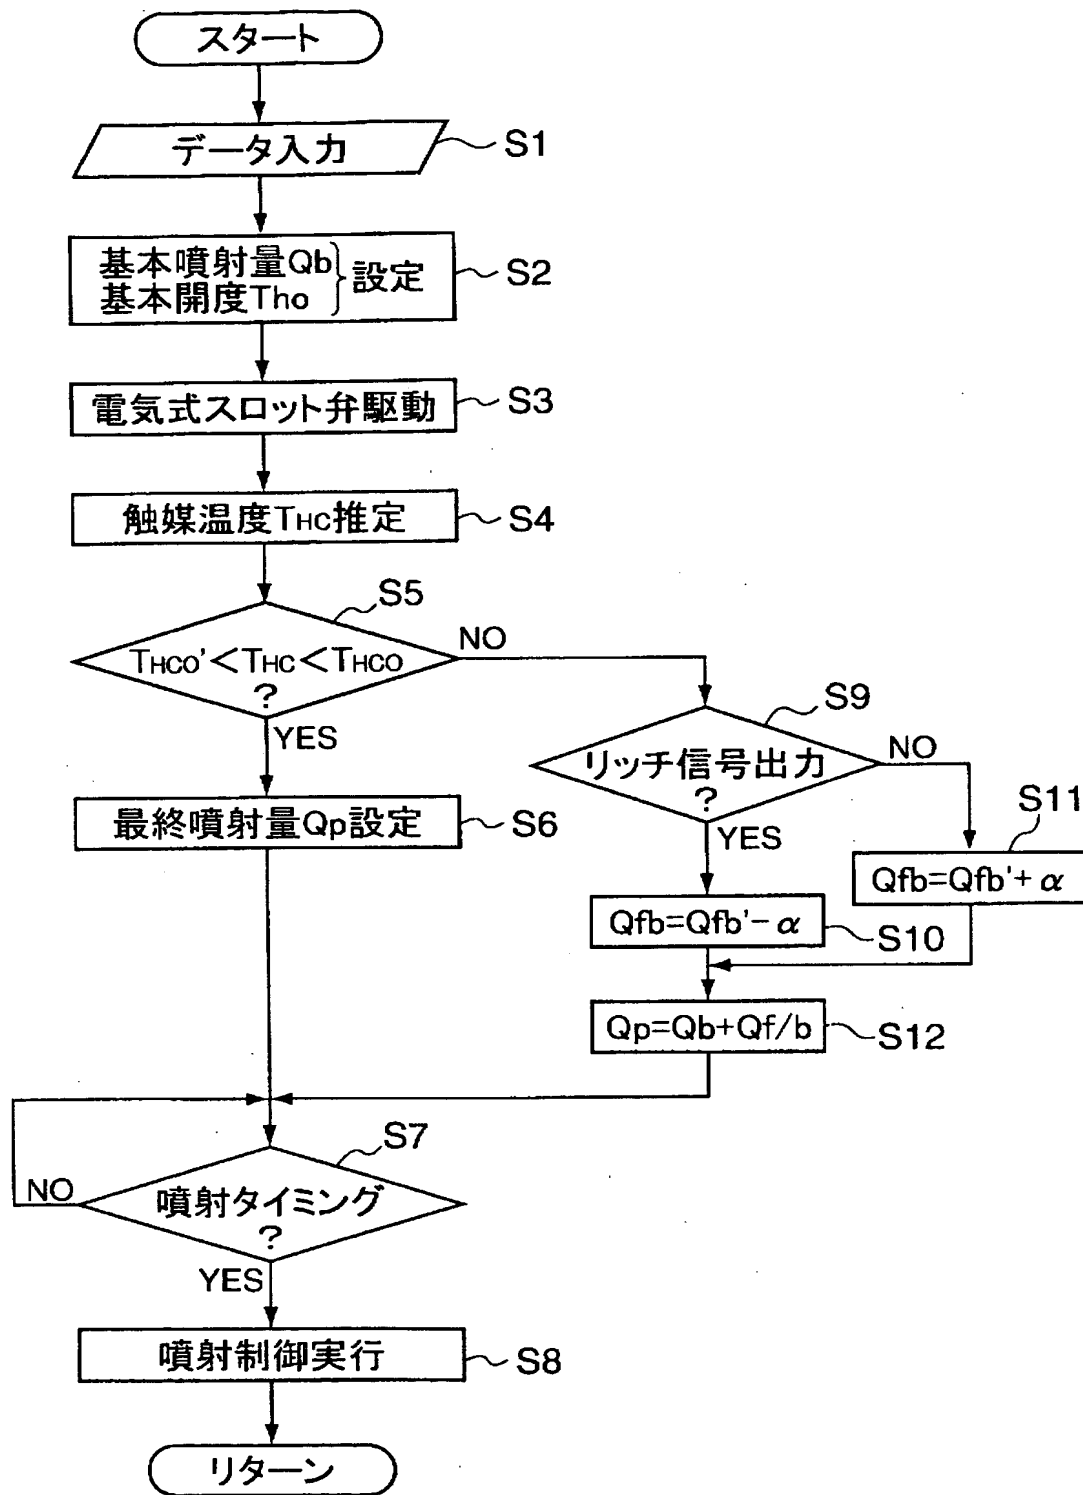 スタート
データ入力
S1
基本噴射量Qb
基本開度Tho
設定
S2
電気式スロット弁駆動
S3
触媒温度THC推定
S4
S5
THCO'<THC<THCO
?
NO
YES
最終噴射量Qp設定
S6
S9
リッチ信号出力
?
NO
YES
S11
Qfb=Qfb'+α
Qfb=Qfb'-α
S10
Qp=Qb+Qf/b
S12
S7
噴射タイミング
?
NO
YES
噴射制御実行
S8
リターン